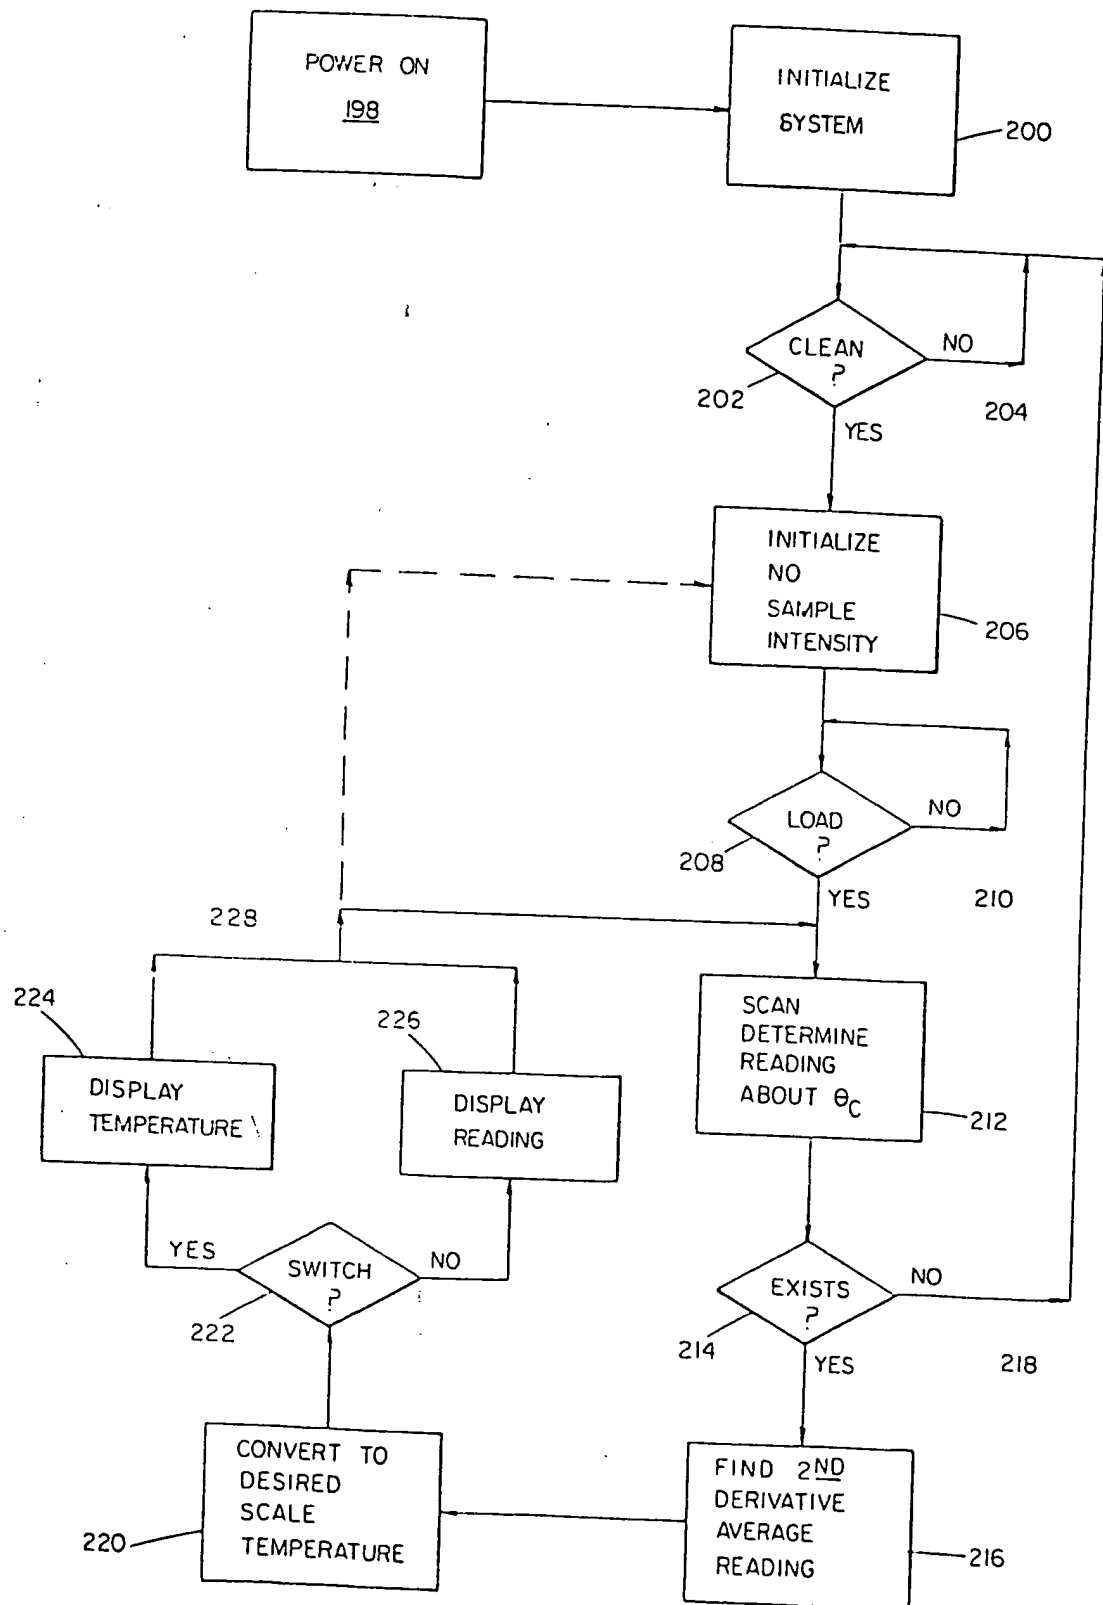 POWER ON
198
INITIALIZE
SYSTEM
200
CLEAN
?
NO
202
204
YES
INITIALIZE
NO
SAMPLE
INTENSITY
206
LOAD
?
NO
208
210
YES
228
224
226
SCAN
DETERMINE
READING
ABOUT θC
212
DISPLAY
TEMPERATURE
DISPLAY
READING
YES
SWITCH
?
NO
222
EXISTS
?
NO
214
218
YES
CONVERT TO
DESIRED
SCALE
TEMPERATURE
220
FIND 2ND
DERIVATIVE
AVERAGE
READING
216